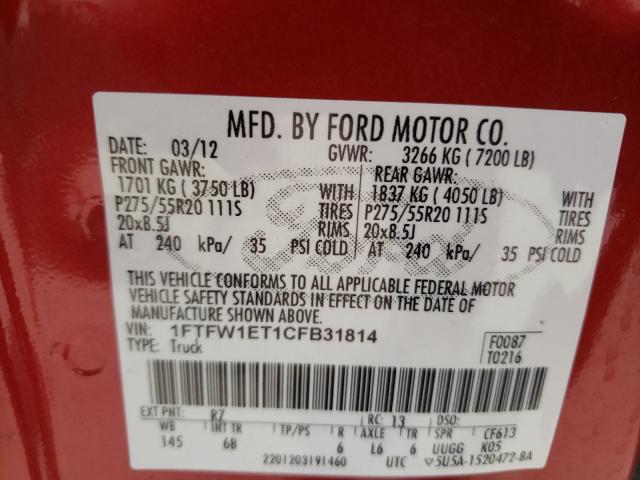 MFD. BY FORD MOTOR CO.
DATE: 03/12 GVWR: 3266 KG ( 7200 LB)
FRONT GAWR: REAR GAWR:
1701 KG ( 3750 LB) WITH 1837 KG ( 4050 LB) WITH
P275/55R20 111S TIRES P275/55R20 111S TIRES
20x8.5J RIMS 20x8.5J RIMS
AT 240 kPa/ 35 PSI COLD AT 240 kPa/ 35 PSI COLD
THIS VEHICLE CONFORMS TO ALL APPLICABLE FEDERAL MOTOR
VEHICLE SAFETY STANDARDS IN EFFECT ON THE DATE OF
MANUFACTURE SHOWN ABOVE.
VIN: 1FTFW1ET1CFB31814 F0087
TYPE: Truck T0216
EXT PNT: RZ RC: 13 DSO:
WB INT TR TP/PS R AXLE TR SPR CF613
145 6B 6 L6 6 UUGG K05
2201203191460 UTC 5U5A-1520472-BA